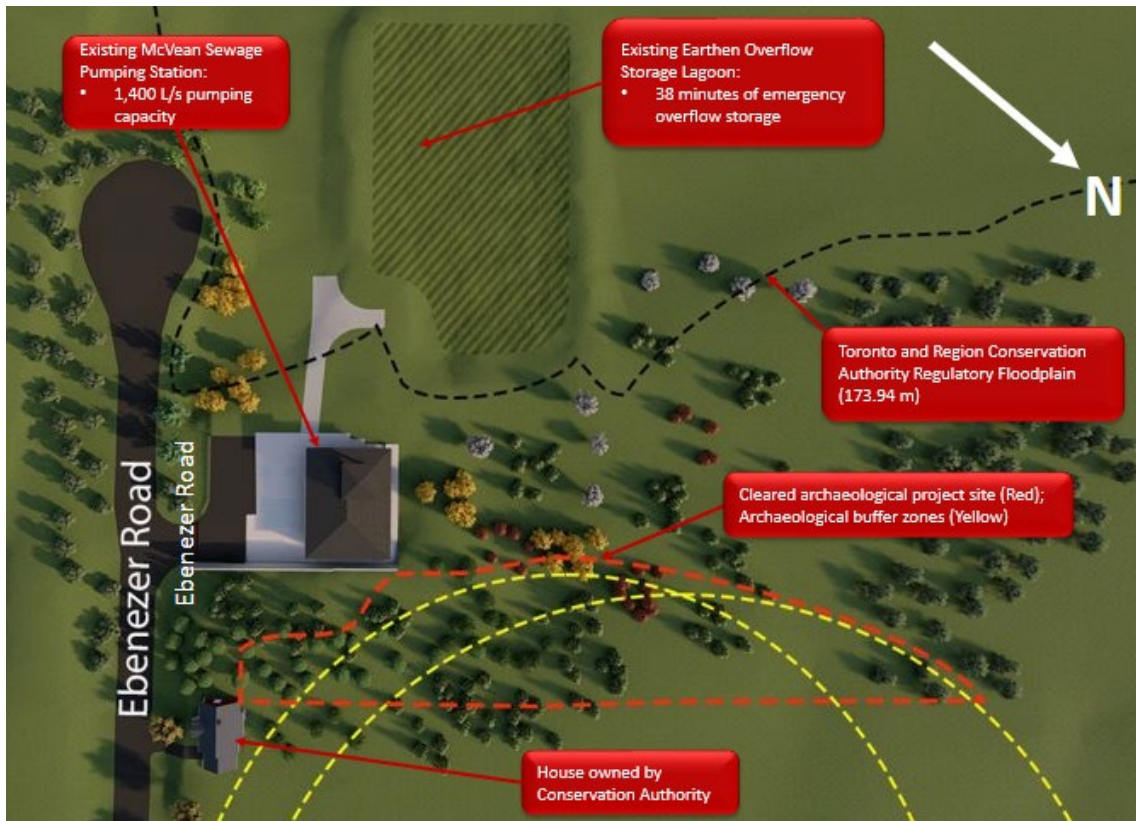 Existing McVean Sewage
Pumping Station:
• 1,400 L/s pumping
capacity
Existing Earthen Overflow
Storage Lagoon:
• 38 minutes of emergency
overflow storage
N
Toronto and Region Conservation
Authority Regulatory Floodplain
(173.94 m)
Ebenezer Road
Ebenezer Road
Cleared archaeological project site (Red);
Archaeological buffer zones (Yellow)
House owned by
Conservation Authority